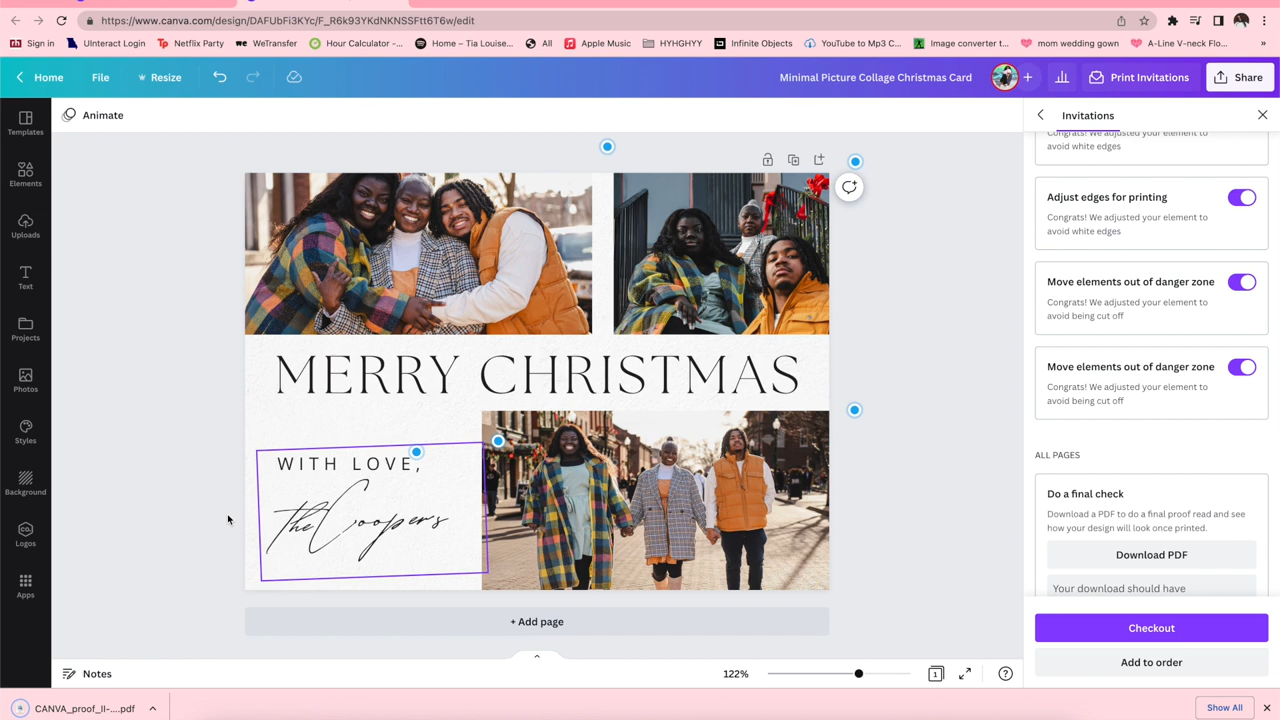 https://www.canva.com/design/DAFUbFi3KYc/F_R6k93YKdNKNSSFtt6T6w/edit
Sign in
UInteract Login
Netflix Party
WeTransfer
Hour Calculator -...
Home – Tia Louise...
All
Apple Music
HYHGHYY
Infinite Objects
YouTube to Mp3 C...
Image converter t...
mom wedding gown
A-Line V-neck Flo...
»
Home
File
Resize
Minimal Picture Collage Christmas Card
+
Print Invitations
Share
Templates
Elements
Uploads
Text
Projects
Photos
Styles
Background
Logos
Apps
Animate
MERRY CHRISTMAS
WITH LOVE,
the Coopers
+ Add page
Notes
122%
1
Invitations
Congrats! We adjusted your element to
avoid white edges
Adjust edges for printing
Congrats! We adjusted your element to
avoid white edges
Move elements out of danger zone
Congrats! We adjusted your element to
avoid being cut off
Move elements out of danger zone
Congrats! We adjusted your element to
avoid being cut off
ALL PAGES
Do a final check
Download a PDF to do a final proof read and see
how your design will look once printed.
Download PDF
Your download should have
Checkout
Add to order
CANVA_proof_II-....pdf
Show All